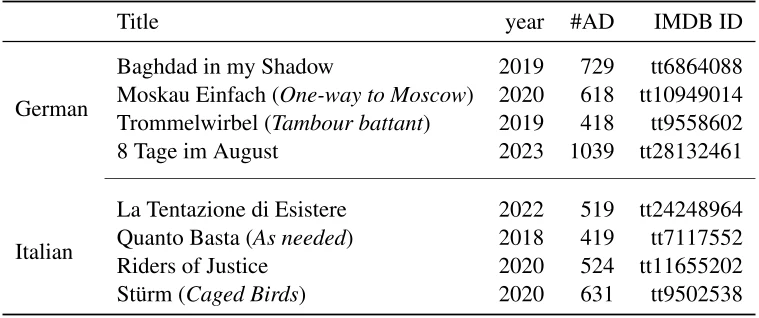 Title year #AD IMDB ID
Baghdad in my Shadow 2019 729 tt6864088
Moskau Einfach (One-way to Moscow) 2020 618 tt10949014
German
Trommelwirbel (Tambour battant) 2019 418 tt9558602
8 Tage im August 2023 1039 tt28132461
La Tentazione di Esistere 2022 519 tt24248964
Quanto Basta (As needed) 2018 419 tt7117552
Italian
Riders of Justice 2020 524 tt11655202
Stürm (Caged Birds) 2020 631 tt9502538